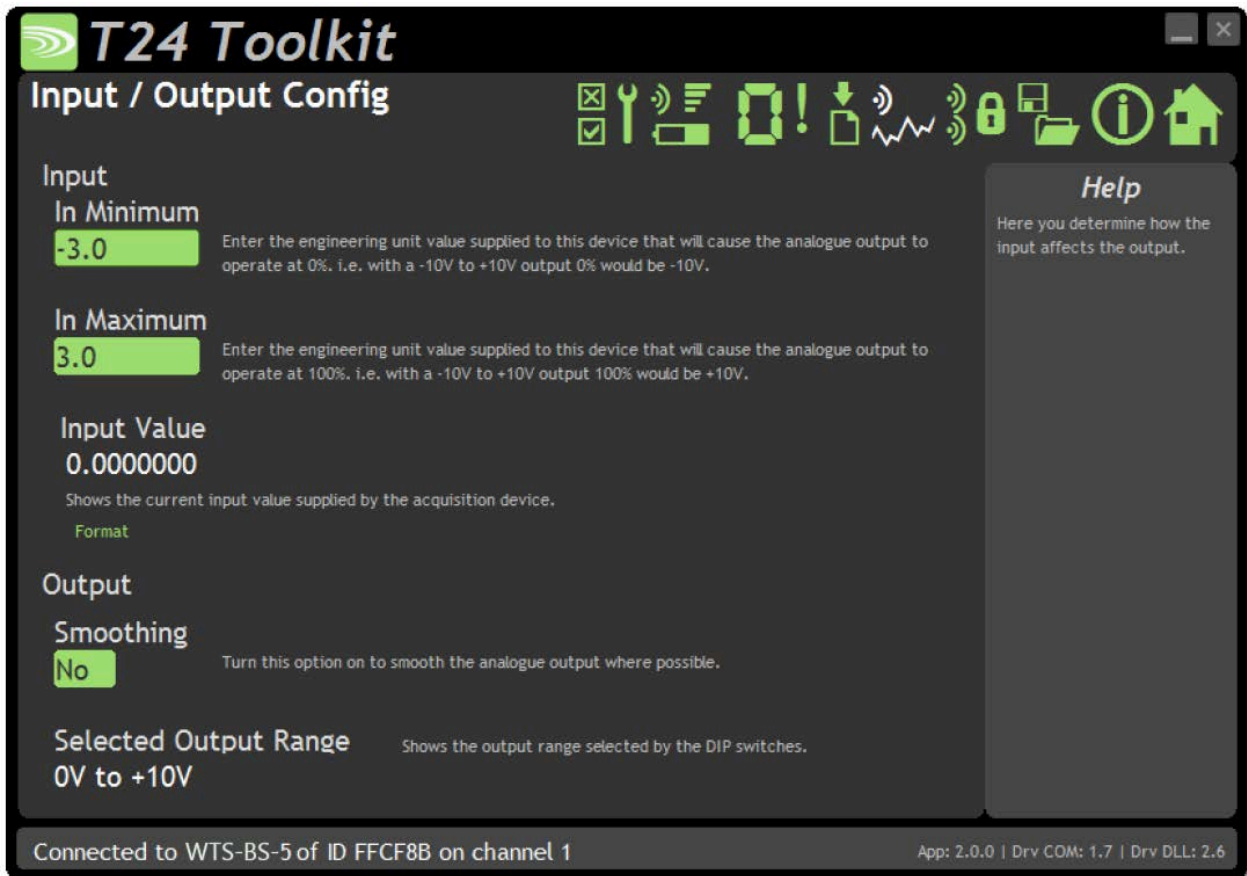 T24 Toolkit
Input / Output Config
Input
In Minimum
-3.0
Enter the engineering unit value supplied to this device that will cause the analogue output to
operate at 0%. i.e. with a -10V to +10V output 0% would be -10V.
In Maximum
3.0
Enter the engineering unit value supplied to this device that will cause the analogue output to
operate at 100%. i.e. with a -10V to +10V output 100% would be +10V.
Input Value
0.0000000
Shows the current input value supplied by the acquisition device.
Format
Output
Smoothing
No
Turn this option on to smooth the analogue output where possible.
Selected Output Range
Shows the output range selected by the DIP switches.
0V to +10V
Help
Here you determine how the
input affects the output.
Connected to WTS-BS-5 of ID FFCF8B on channel 1
App: 2.0.0 | Drv COM: 1.7 | Drv DLL: 2.6